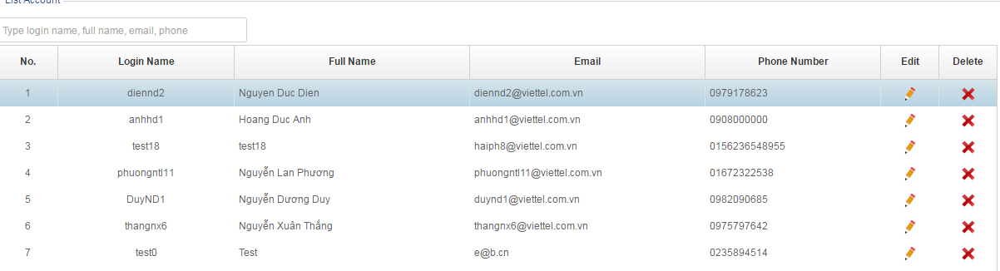 List Account
Type login name, full name, email, phone
No. Login Name Full Name Email Phone Number Edit Delete
1 diennd2 Nguyen Duc Dien diennd2@viettel.com.vn 0979178623
2 anhhd1 Hoang Duc Anh anhhd1@viettel.com.vn 0908000000
3 test18 test18 haiph8@viettel.com.vn 0156236548955
4 phuongntl11 Nguyễn Lan Phương phuongntl11@viettel.com.vn 01672322538
5 DuyND1 Nguyễn Dương Duy duynd1@viettel.com.vn 0982090685
6 thangnx6 Nguyễn Xuân Thắng thangnx6@viettel.com.vn 0975797642
7 test0 Test e@b.cn 0235894514